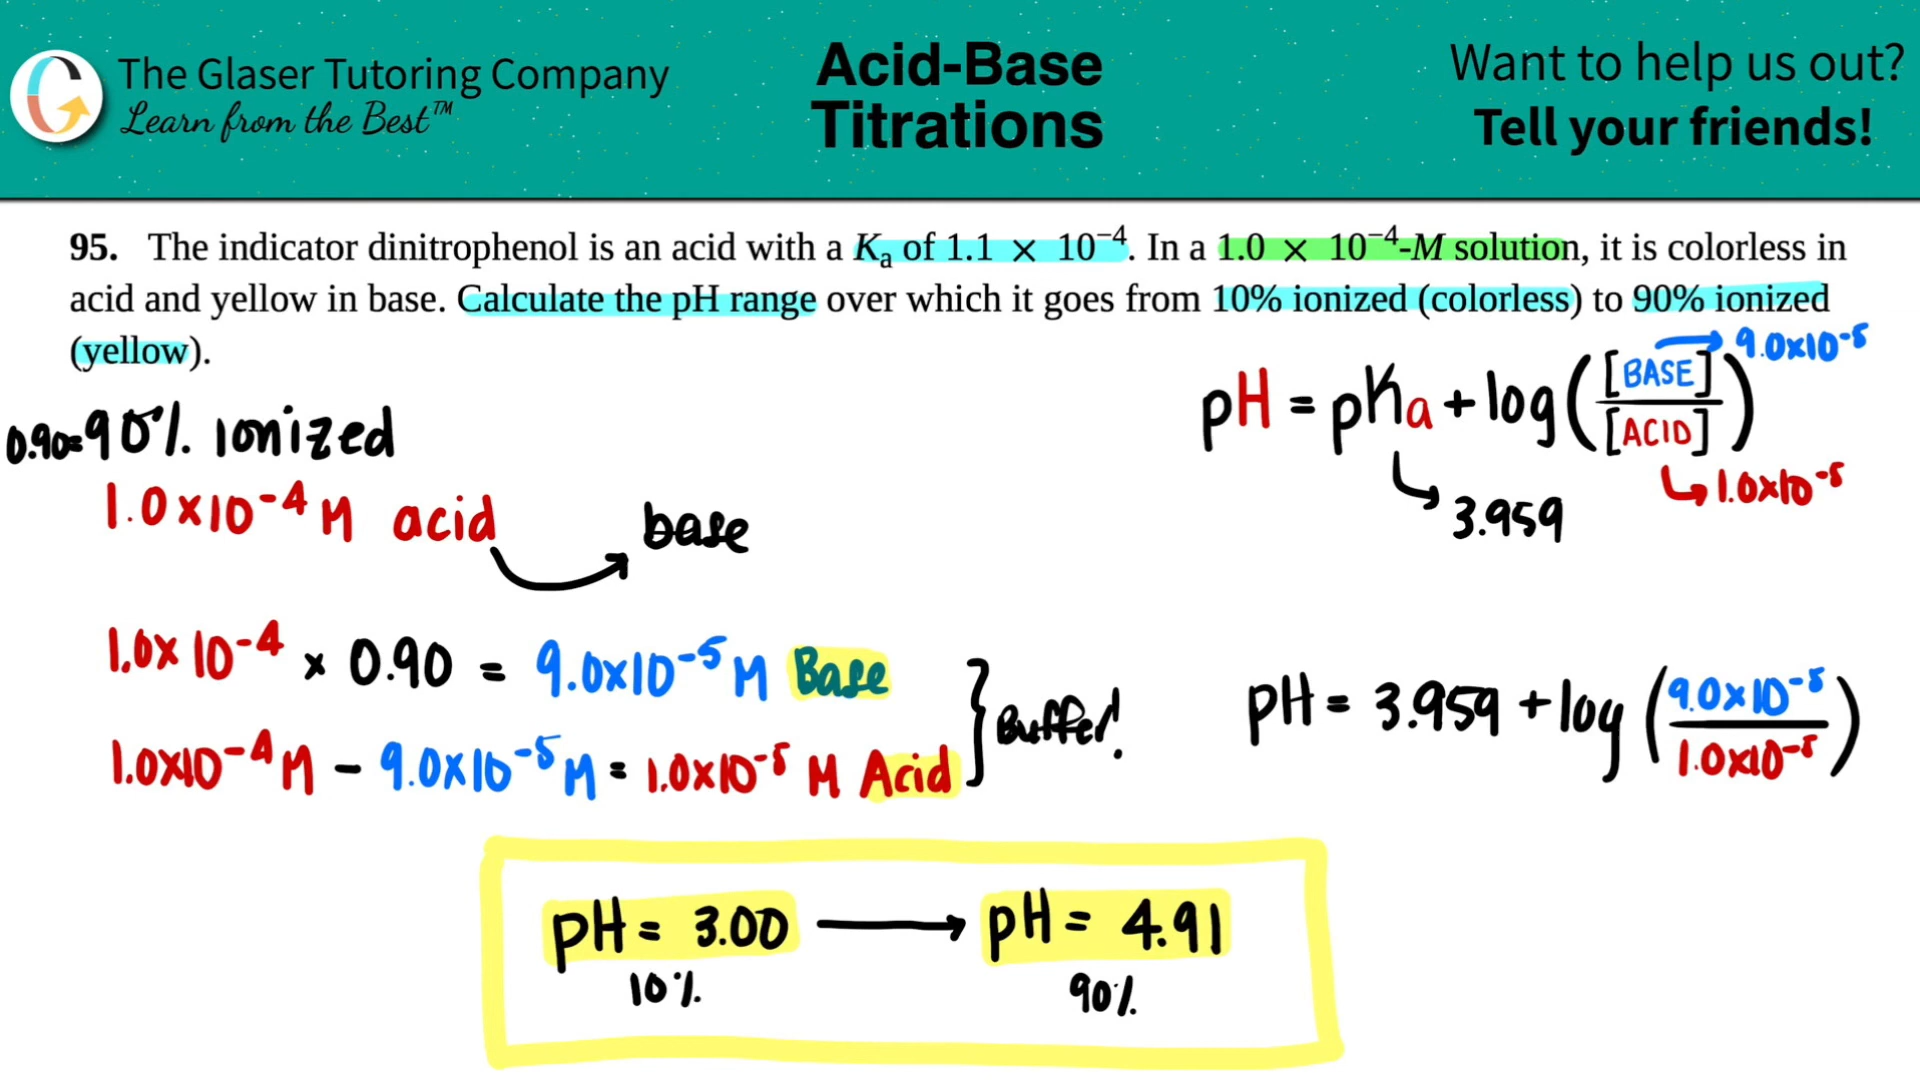 The Glaser Tutoring Company
Learn from the Best™
Acid-Base
Titrations
Want to help us out?
Tell your friends!
95. The indicator dinitrophenol is an acid with a Kₐ of 1.1 × 10⁻⁴. In a 1.0 × 10⁻⁴-M solution, it is colorless in
acid and yellow in base. Calculate the pH range over which it goes from 10% ionized (colorless) to 90% ionized
(yellow).
0.90=90% ionized
1.0x10⁻⁴ M acid
base
1.0x10⁻⁴ x 0.90 = 9.0x10⁻⁵ M Base
1.0x10⁻⁴ M - 9.0x10⁻⁵ M = 1.0x10⁻⁵ M Acid
Buffer!
pH = pKa + log([BASE]/[ACID])
9.0x10⁻⁵
1.0x10⁻⁵
3.959
pH = 3.959 + log(9.0x10⁻⁵/1.0x10⁻⁵)
pH = 3.00 → pH = 4.91
10% 90%